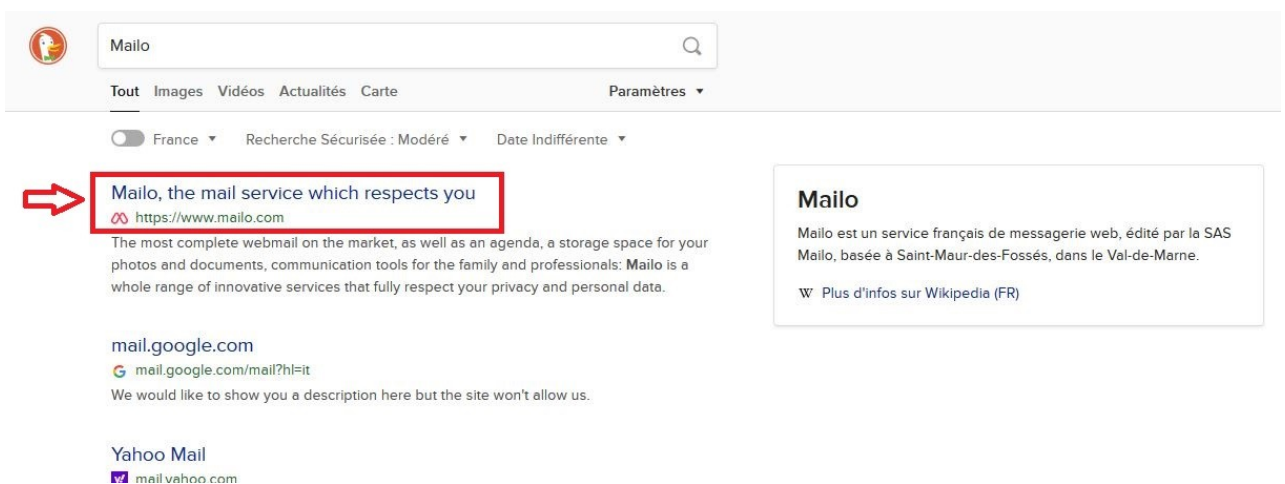 Mailo
Tout Images Vidéos Actualités Carte Paramètres
France Recherche Sécurisée : Modéré Date Indifférente
Mailo, the mail service which respects you
https://www.mailo.com
The most complete webmail on the market, as well as an agenda, a storage space for your
photos and documents, communication tools for the family and professionals: Mailo is a
whole range of innovative services that fully respect your privacy and personal data.
mail.google.com
mail.google.com/mail?hl=it
We would like to show you a description here but the site won't allow us.
Yahoo Mail
mail.yahoo.com
Mailo
Mailo est un service français de messagerie web, édité par la SAS
Mailo, basée à Saint-Maur-des-Fossés, dans le Val-de-Marne.
W Plus d'infos sur Wikipedia (FR)